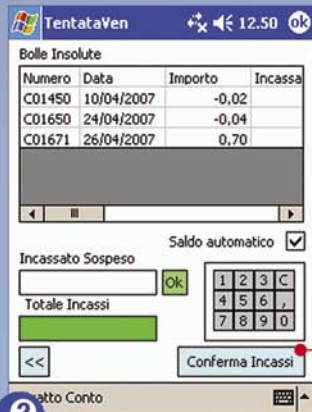 TentataVen 12.50 ok
Bolle Insolute
Numero Data Importo Incassa
C01450 10/04/2007 -0,02
C01650 24/04/2007 -0,04
C01671 26/04/2007 0,70
Saldo automatico
Incassato Sospeso
Ok
1 2 3 C
4 5 6 ,
7 8 9 0
Totale Incassi
<< Conferma Incassi
2 atto Conto